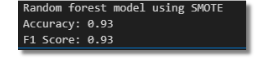 Random forest model using SMOTE
Accuracy: 0.93
F1 Score: 0.93